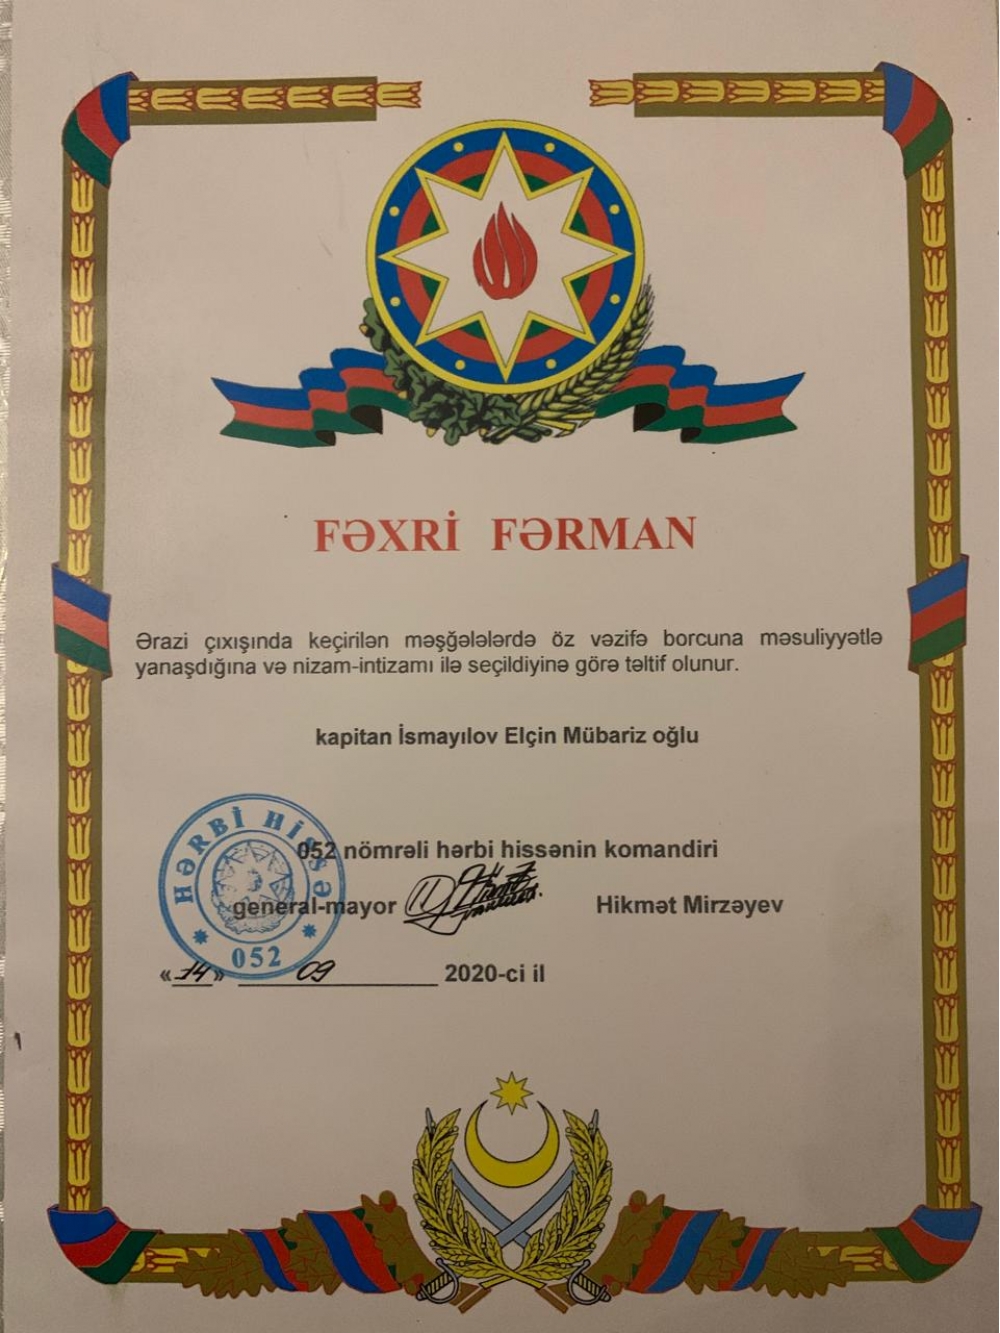 FƏXRİ FƏRMAN
Ərazi çıxışında keçirilən məşğələlərdə öz vəzifə borcuna məsuliyyətlə
yanaşdığına və nizam-intizamı ilə seçildiyinə görə təltif olunur.
kapitan İsmayılov Elçin Mübariz oğlu
HƏRBİ HİSSƏ
052 nömrəli hərbi hissənin komandiri
general-mayor Hikmət Mirzəyev
052
«14» 09 2020-ci il